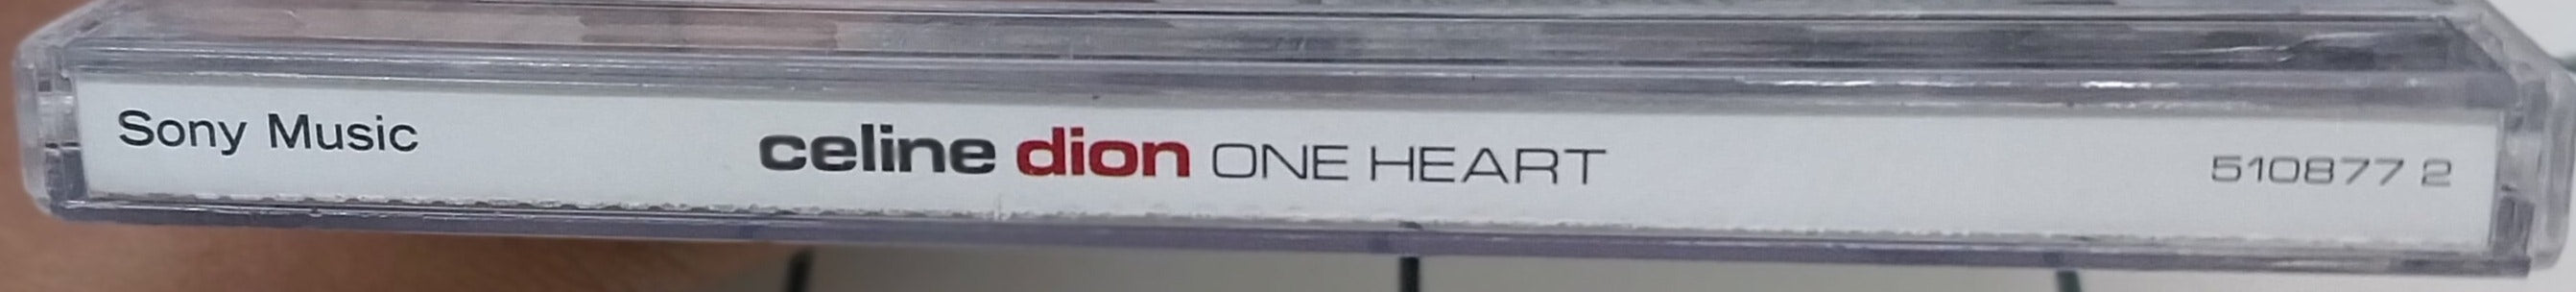 Sony Music celine dion ONE HEART 510877 2